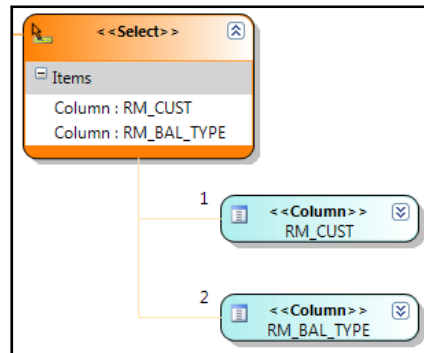 <<Select>>
Items
Column : RM_CUST
Column : RM_BAL_TYPE
1
<<Column>>
RM_CUST
2
<<Column>>
RM_BAL_TYPE